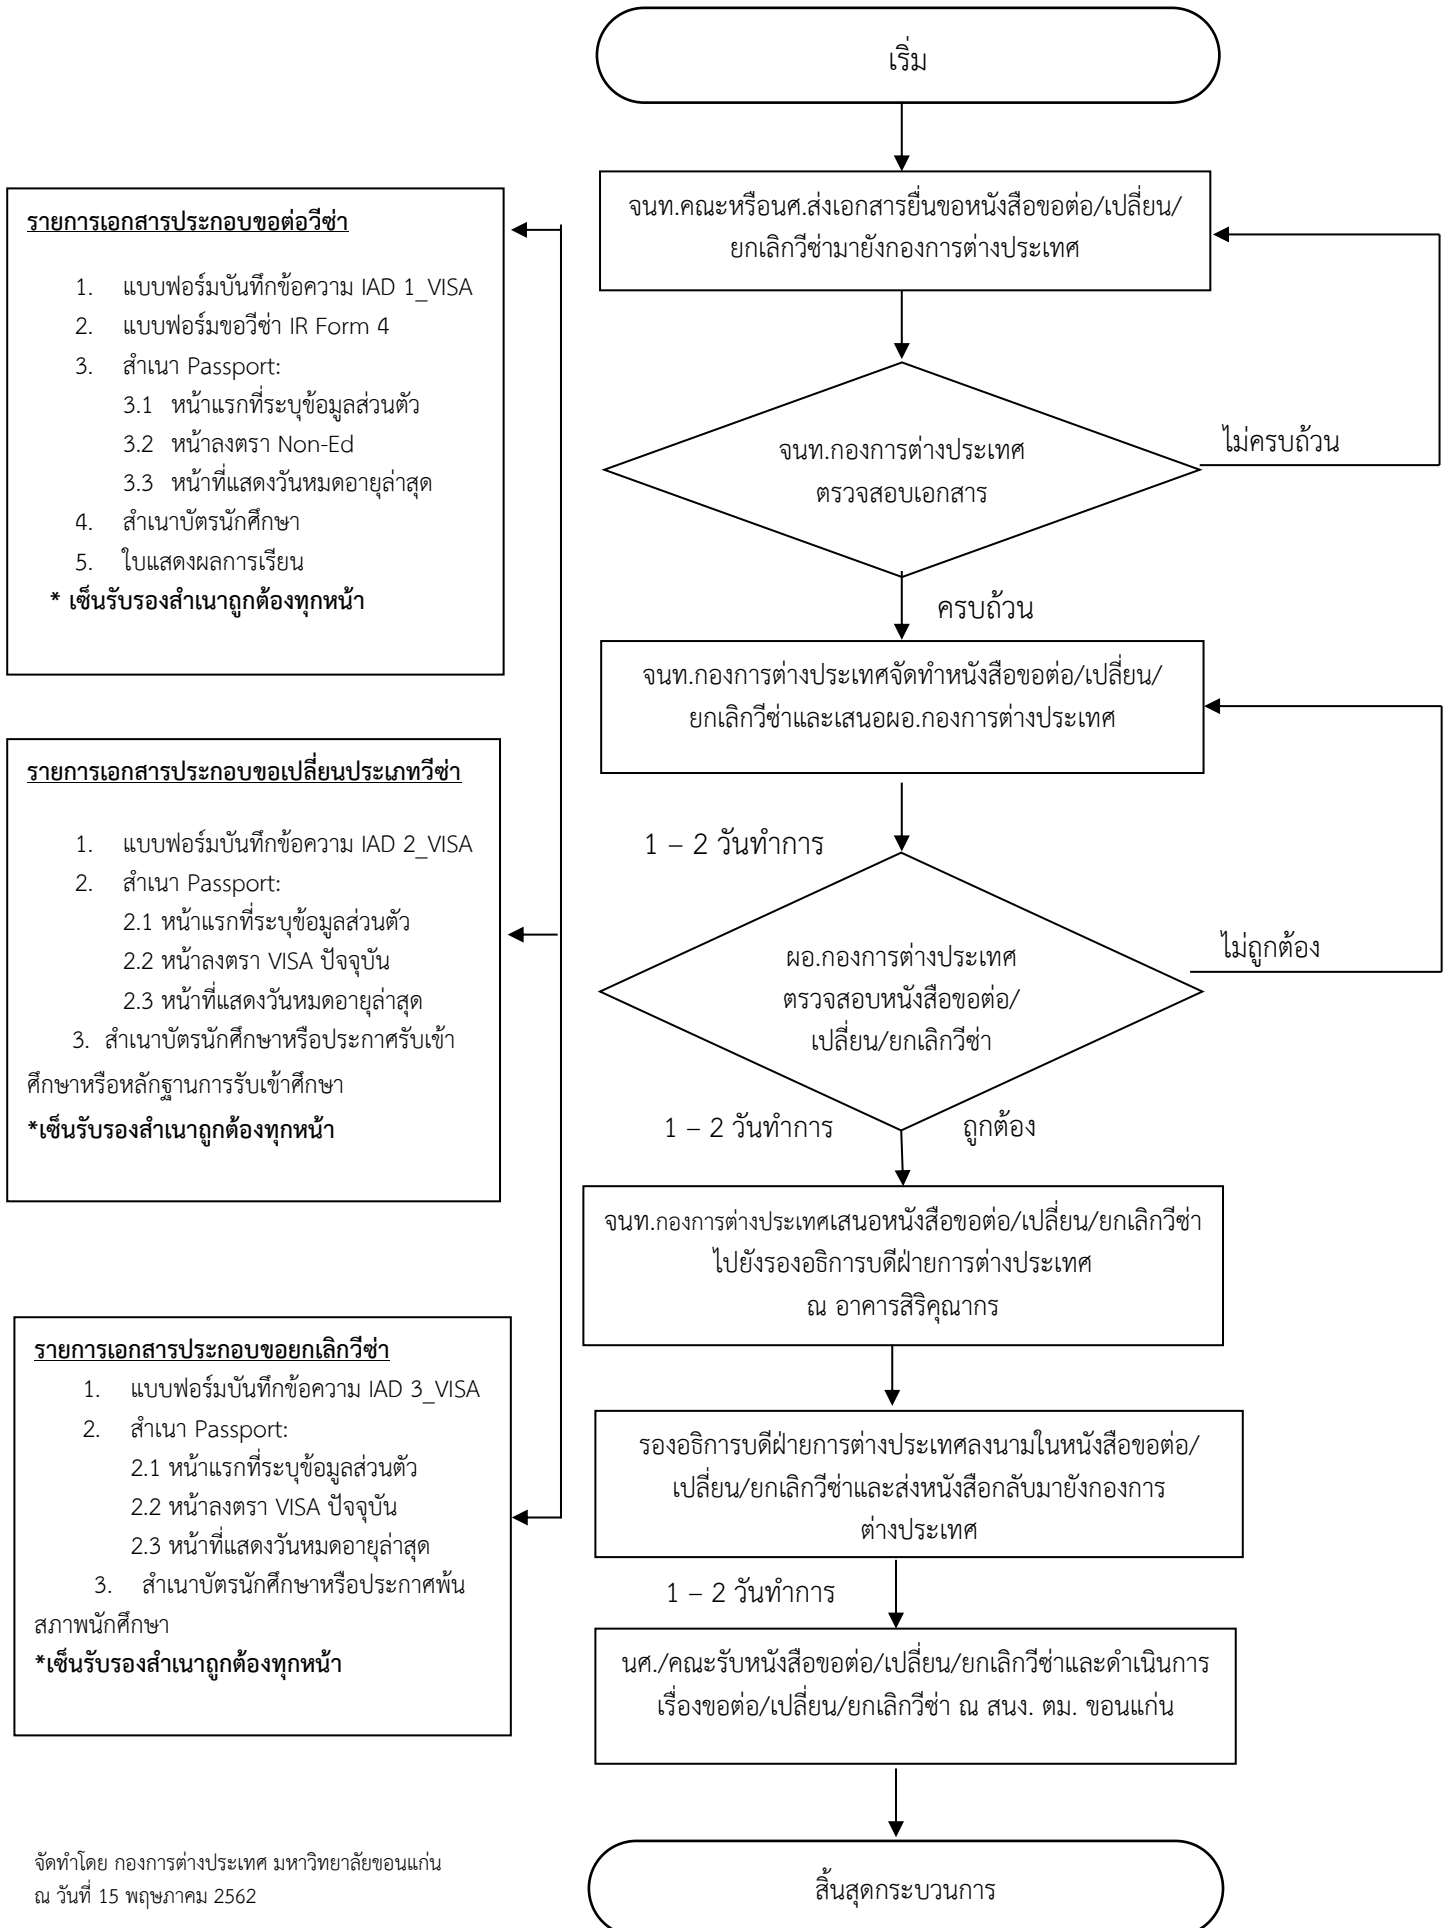 เริ่ม
จนท.คณะหรือนศ.ส่งเอกสารยื่นขอหนังสือขอต่อ/เปลี่ยน/
ยกเลิกวีซ่ามายังกองการต่างประเทศ
จนท.กองการต่างประเทศ
ตรวจสอบเอกสาร
ไม่ครบถ้วน
ครบถ้วน
จนท.กองการต่างประเทศจัดทำหนังสือขอต่อ/เปลี่ยน/
ยกเลิกวีซ่าและเสนอผอ.กองการต่างประเทศ
1 – 2 วันทำการ
ผอ.กองการต่างประเทศ
ตรวจสอบหนังสือขอต่อ/
เปลี่ยน/ยกเลิกวีซ่า
ไม่ถูกต้อง
1 – 2 วันทำการ
ถูกต้อง
จนท.กองการต่างประเทศเสนอหนังสือขอต่อ/เปลี่ยน/ยกเลิกวีซ่า
ไปยังรองอธิการบดีฝ่ายการต่างประเทศ
ณ อาคารสิริคุณากร
รองอธิการบดีฝ่ายการต่างประเทศลงนามในหนังสือขอต่อ/
เปลี่ยน/ยกเลิกวีซ่าและส่งหนังสือกลับมายังกองการ
ต่างประเทศ
1 – 2 วันทำการ
นศ./คณะรับหนังสือขอต่อ/เปลี่ยน/ยกเลิกวีซ่าและดำเนินการ
เรื่องขอต่อ/เปลี่ยน/ยกเลิกวีซ่า ณ สนง. ตม. ขอนแก่น
สิ้นสุดกระบวนการ
รายการเอกสารประกอบขอต่อวีซ่า
1. แบบฟอร์มบันทึกข้อความ IAD 1_VISA
2. แบบฟอร์มขอวีซ่า IR Form 4
3. สำเนา Passport:
3.1 หน้าแรกที่ระบุข้อมูลส่วนตัว
3.2 หน้าลงตรา Non-Ed
3.3 หน้าที่แสดงวันหมดอายุล่าสุด
4. สำเนาบัตรนักศึกษา
5. ใบแสดงผลการเรียน
* เซ็นรับรองสำเนาถูกต้องทุกหน้า
รายการเอกสารประกอบขอเปลี่ยนประเภทวีซ่า
1. แบบฟอร์มบันทึกข้อความ IAD 2_VISA
2. สำเนา Passport:
2.1 หน้าแรกที่ระบุข้อมูลส่วนตัว
2.2 หน้าลงตรา VISA ปัจจุบัน
2.3 หน้าที่แสดงวันหมดอายุล่าสุด
3. สำเนาบัตรนักศึกษาหรือประกาศรับเข้า
ศึกษาหรือหลักฐานการรับเข้าศึกษา
*เซ็นรับรองสำเนาถูกต้องทุกหน้า
รายการเอกสารประกอบขอยกเลิกวีซ่า
1. แบบฟอร์มบันทึกข้อความ IAD 3_VISA
2. สำเนา Passport:
2.1 หน้าแรกที่ระบุข้อมูลส่วนตัว
2.2 หน้าลงตรา VISA ปัจจุบัน
2.3 หน้าที่แสดงวันหมดอายุล่าสุด
3. สำเนาบัตรนักศึกษาหรือประกาศพ้น
สภาพนักศึกษา
*เซ็นรับรองสำเนาถูกต้องทุกหน้า
จัดทำโดย กองการต่างประเทศ มหาวิทยาลัยขอนแก่น
ณ วันที่ 15 พฤษภาคม 2562